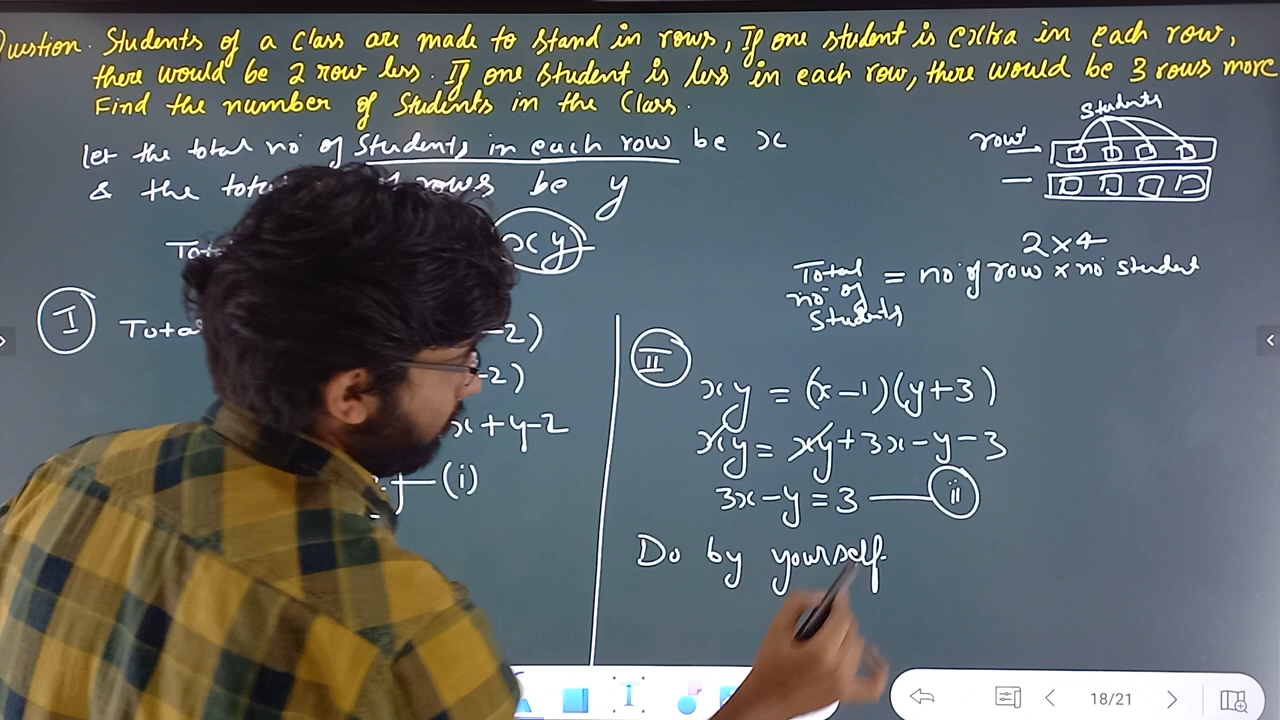 Question. Students of a Class are made to stand in rows, If one student is extra in each row,
there would be 2 row less. If one student is less in each row, there would be 3 rows more
Find the number of Students in the Class.
let the total no of students in each row be x
& the rows be y
xy
Students
row
2 x 4
Total no. of Students = no of row x no student
I
-2)
-2)
x+y-2
(i)
II
xy = (x-1)(y+3)
xy = xy+3x-y-3
3x-y=3 ii
Do by yourself.
18/21